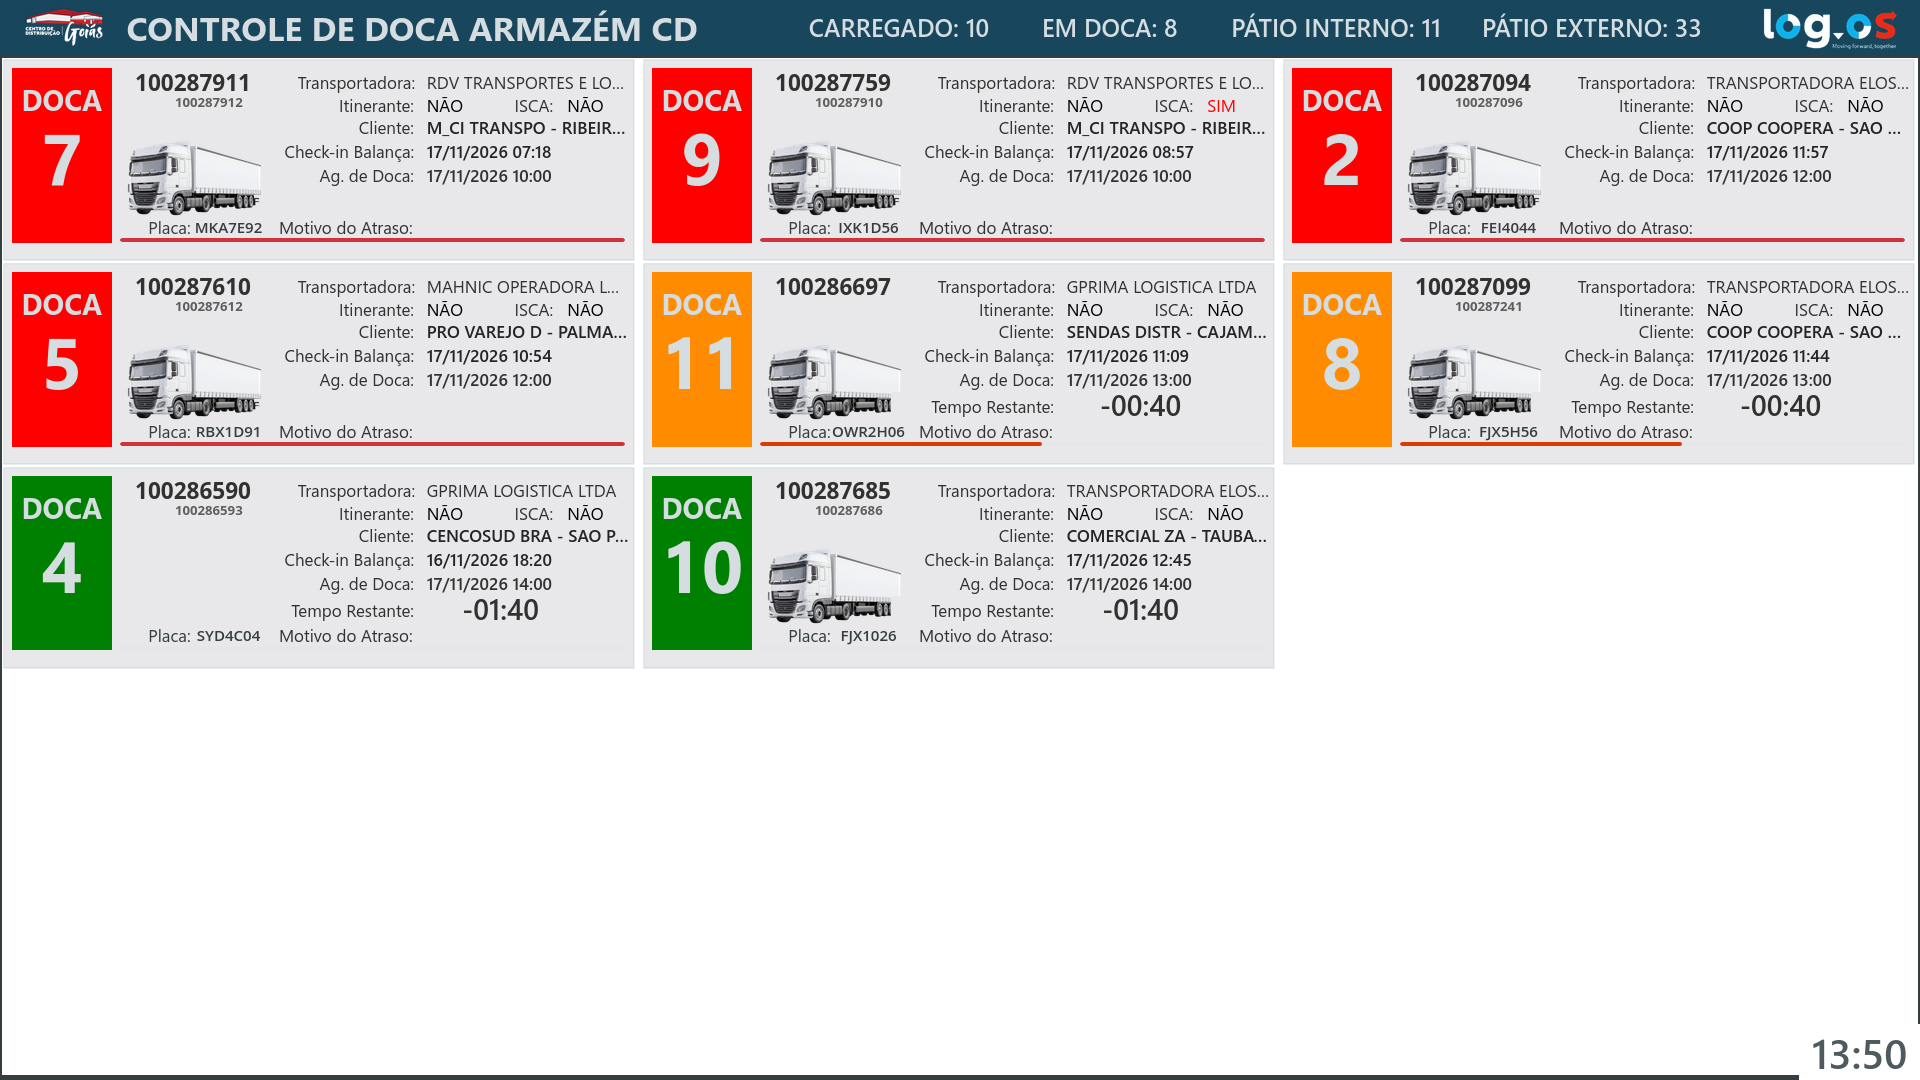 CENTRO DE DISTRIBUIÇÃO Goiás
CONTROLE DE DOCA ARMAZÉM CD
CARREGADO: 10
EM DOCA: 8
PÁTIO INTERNO: 11
PÁTIO EXTERNO: 33
log.os
Moving forward, together
DOCA
7
100287911
100287912
Transportadora: RDV TRANSPORTES E LO...
Itinerante: NÃO ISCA: NÃO
Cliente: M_CI TRANSPO - RIBEIR...
Check-in Balança: 17/11/2026 07:18
Ag. de Doca: 17/11/2026 10:00
Placa: MKA7E92 Motivo do Atraso:
DOCA
9
100287759
100287910
Transportadora: RDV TRANSPORTES E LO...
Itinerante: NÃO ISCA: SIM
Cliente: M_CI TRANSPO - RIBEIR...
Check-in Balança: 17/11/2026 08:57
Ag. de Doca: 17/11/2026 10:00
Placa: IXK1D56 Motivo do Atraso:
DOCA
2
100287094
100287096
Transportadora: TRANSPORTADORA ELOS...
Itinerante: NÃO ISCA: NÃO
Cliente: COOP COOPERA - SAO ...
Check-in Balança: 17/11/2026 11:57
Ag. de Doca: 17/11/2026 12:00
Placa: FEI4044 Motivo do Atraso:
DOCA
5
100287610
100287612
Transportadora: MAHNIC OPERADORA L...
Itinerante: NÃO ISCA: NÃO
Cliente: PRO VAREJO D - PALMA...
Check-in Balança: 17/11/2026 10:54
Ag. de Doca: 17/11/2026 12:00
Placa: RBX1D91 Motivo do Atraso:
DOCA
11
100286697
Transportadora: GPRIMA LOGISTICA LTDA
Itinerante: NÃO ISCA: NÃO
Cliente: SENDAS DISTR - CAJAM...
Check-in Balança: 17/11/2026 11:09
Ag. de Doca: 17/11/2026 13:00
Tempo Restante: -00:40
Placa: OWR2H06 Motivo do Atraso:
DOCA
8
100287099
100287241
Transportadora: TRANSPORTADORA ELOS...
Itinerante: NÃO ISCA: NÃO
Cliente: COOP COOPERA - SAO ...
Check-in Balança: 17/11/2026 11:44
Ag. de Doca: 17/11/2026 13:00
Tempo Restante: -00:40
Placa: FJX5H56 Motivo do Atraso:
DOCA
4
100286590
100286593
Transportadora: GPRIMA LOGISTICA LTDA
Itinerante: NÃO ISCA: NÃO
Cliente: CENCOSUD BRA - SAO P...
Check-in Balança: 16/11/2026 18:20
Ag. de Doca: 17/11/2026 14:00
Tempo Restante: -01:40
Placa: SYD4C04 Motivo do Atraso:
DOCA
10
100287685
100287686
Transportadora: TRANSPORTADORA ELOS...
Itinerante: NÃO ISCA: NÃO
Cliente: COMERCIAL ZA - TAUBA...
Check-in Balança: 17/11/2026 12:45
Ag. de Doca: 17/11/2026 14:00
Tempo Restante: -01:40
Placa: FJX1026 Motivo do Atraso:
13:50